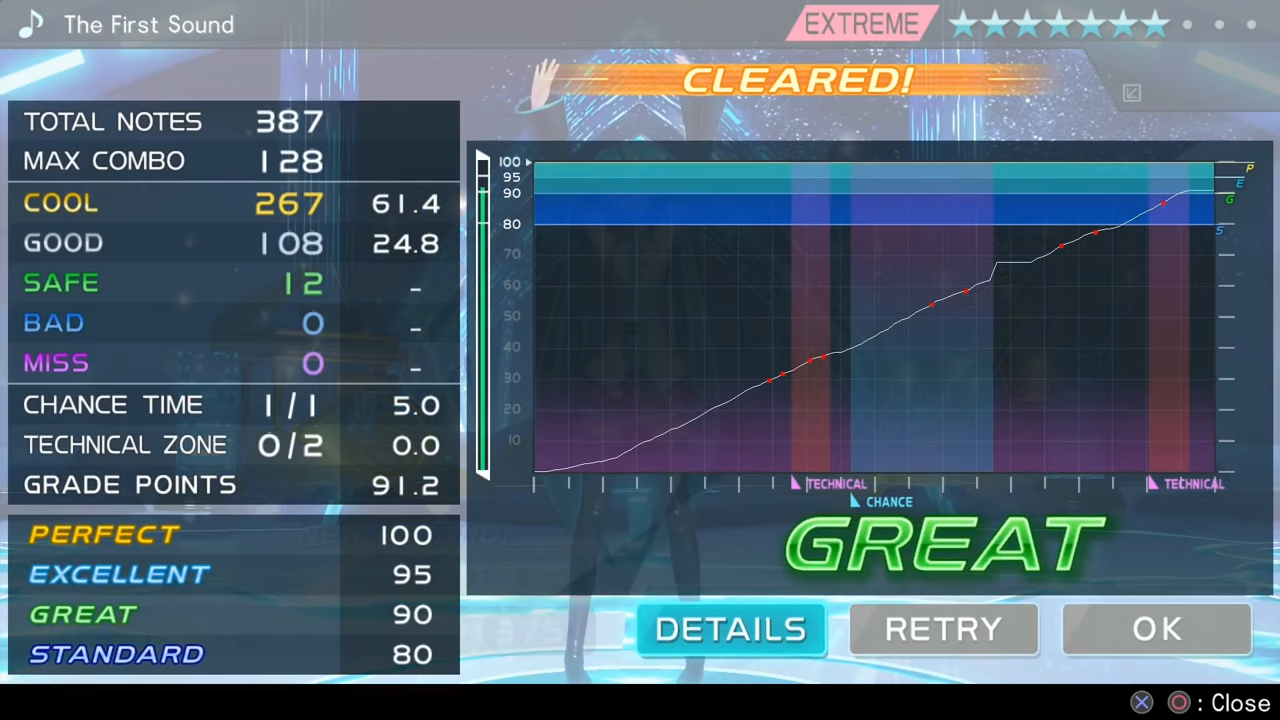 The First Sound
EXTREME
CLEARED!
TOTAL NOTES 387
MAX COMBO 128
COOL 267 61.4
GOOD 108 24.8
SAFE 12 -
BAD 0 -
MISS 0 -
CHANCE TIME 1/1 5.0
TECHNICAL ZONE 0/2 0.0
GRADE POINTS 91.2
PERFECT 100
EXCELLENT 95
GREAT 90
STANDARD 80
100
95
90
80
70
60
50
40
30
20
10
P
E
G
S
TECHNICAL
CHANCE
TECHNICAL
GREAT
DETAILS
RETRY
OK
: Close